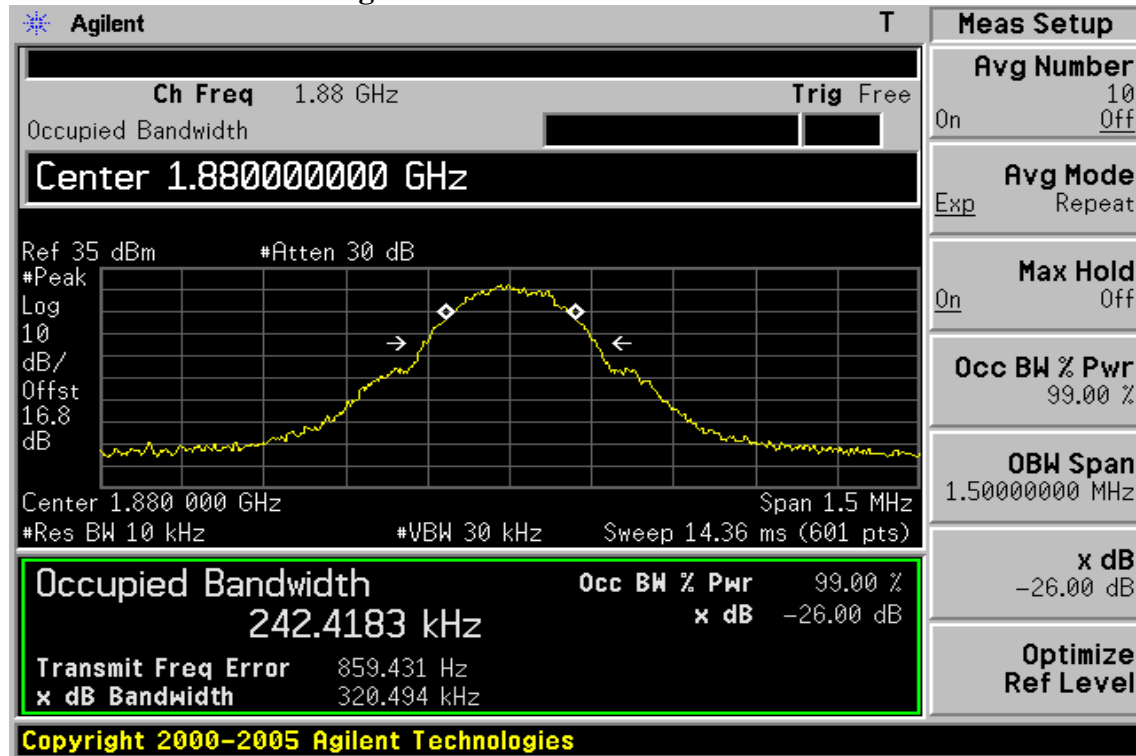 Agilent T
Meas Setup
Ch Freq 1.88 GHz Trig Free
Occupied Bandwidth
Center 1.880000000 GHz
Ref 35 dBm #Atten 30 dB
#Peak
Log
10
dB/
Offst
16.8
dB
Center 1.880 000 GHz Span 1.5 MHz
#Res BW 10 kHz #VBW 30 kHz Sweep 14.36 ms (601 pts)
Occupied Bandwidth Occ BW % Pwr 99.00 %
242.4183 kHz x dB -26.00 dB
Transmit Freq Error 859.431 Hz
x dB Bandwidth 320.494 kHz
Avg Number
10
On Off
Avg Mode
Exp Repeat
Max Hold
On Off
Occ BW % Pwr
99.00 %
OBW Span
1.50000000 MHz
x dB
-26.00 dB
Optimize
Ref Level
Copyright 2000-2005 Agilent Technologies